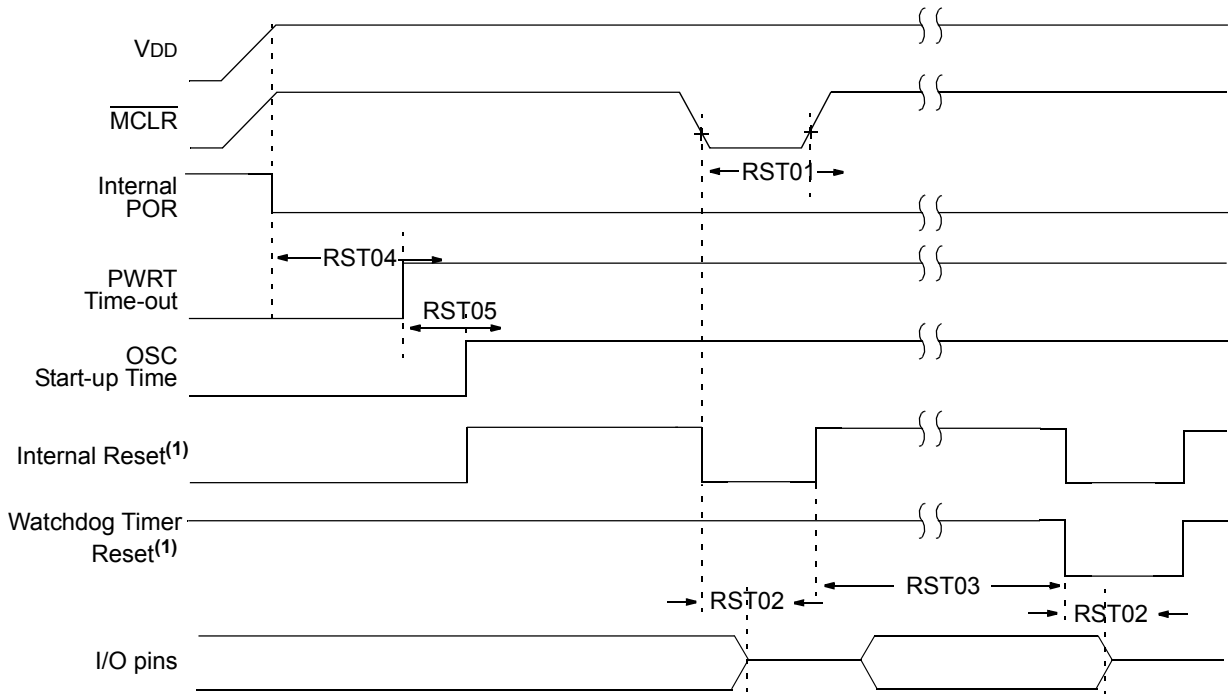 VDD
MCLR
RST01
Internal
POR
RST04
PWRT
Time-out
RST05
OSC
Start-up Time
Internal Reset(1)
Watchdog Timer
Reset(1)
RST03
RST02
RST02
I/O pins